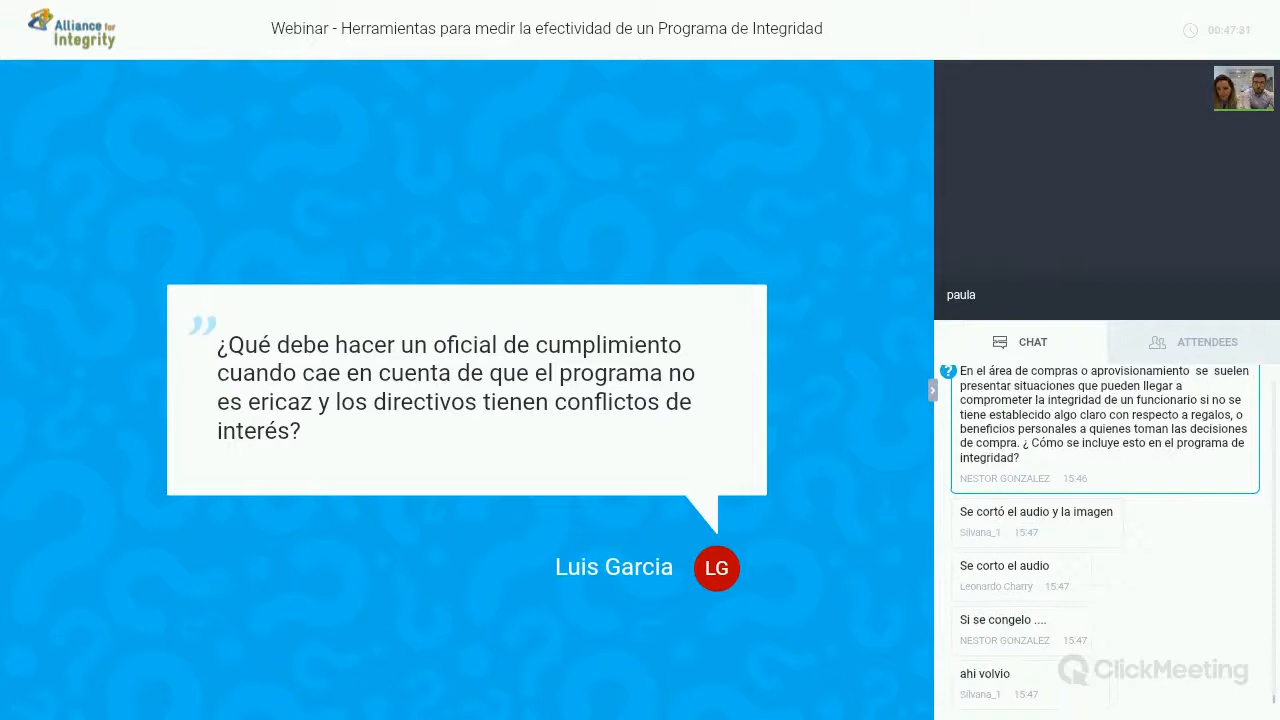 Alliance for
Integrity
Webinar - Herramientas para medir la efectividad de un Programa de Integridad
00:47:31
¿Qué debe hacer un oficial de cumplimiento
cuando cae en cuenta de que el programa no
es ericaz y los directivos tienen conflictos de
interés?
Luis Garcia
LG
paula
CHAT
ATTENDEES
En el área de compras o aprovisionamiento se suelen
presentar situaciones que pueden llegar a
comprometer la integridad de un funcionario si no se
tiene establecido algo claro con respecto a regalos, o
beneficios personales a quienes toman las decisiones
de compra. ¿ Cómo se incluye esto en el programa de
integridad?
NESTOR GONZALEZ 15:46
Se cortó el audio y la imagen
Silvana_1 15:47
Se corto el audio
Leonardo Charry 15:47
Si se congelo ....
NESTOR GONZALEZ 15:47
ahi volvio
Silvana_1 15:47
ClickMeeting